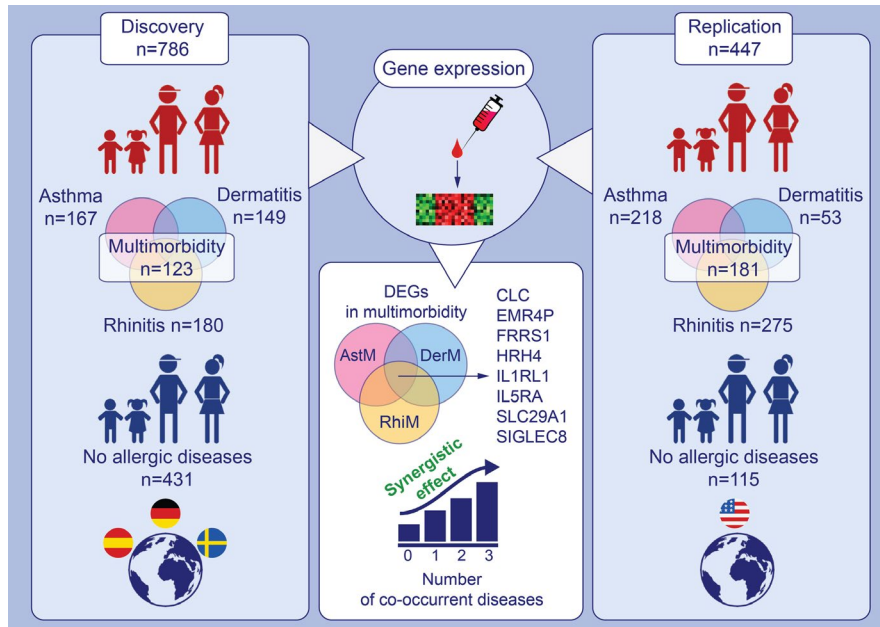 Discovery
n=786
Asthma
n=167
Dermatitis
n=149
Multimorbidity
n=123
Rhinitis n=180
No allergic diseases
n=431
Gene expression
DEGs
in multimorbidity
AstM
DerM
RhiM
CLC
EMR4P
FRRS1
HRH4
IL1RL1
IL5RA
SLC29A1
SIGLEC8
Synergistic
effect
0 1 2 3
Number
of co-occurrent diseases
Replication
n=447
Asthma
n=218
Dermatitis
n=53
Multimorbidity
n=181
Rhinitis n=275
No allergic diseases
n=115